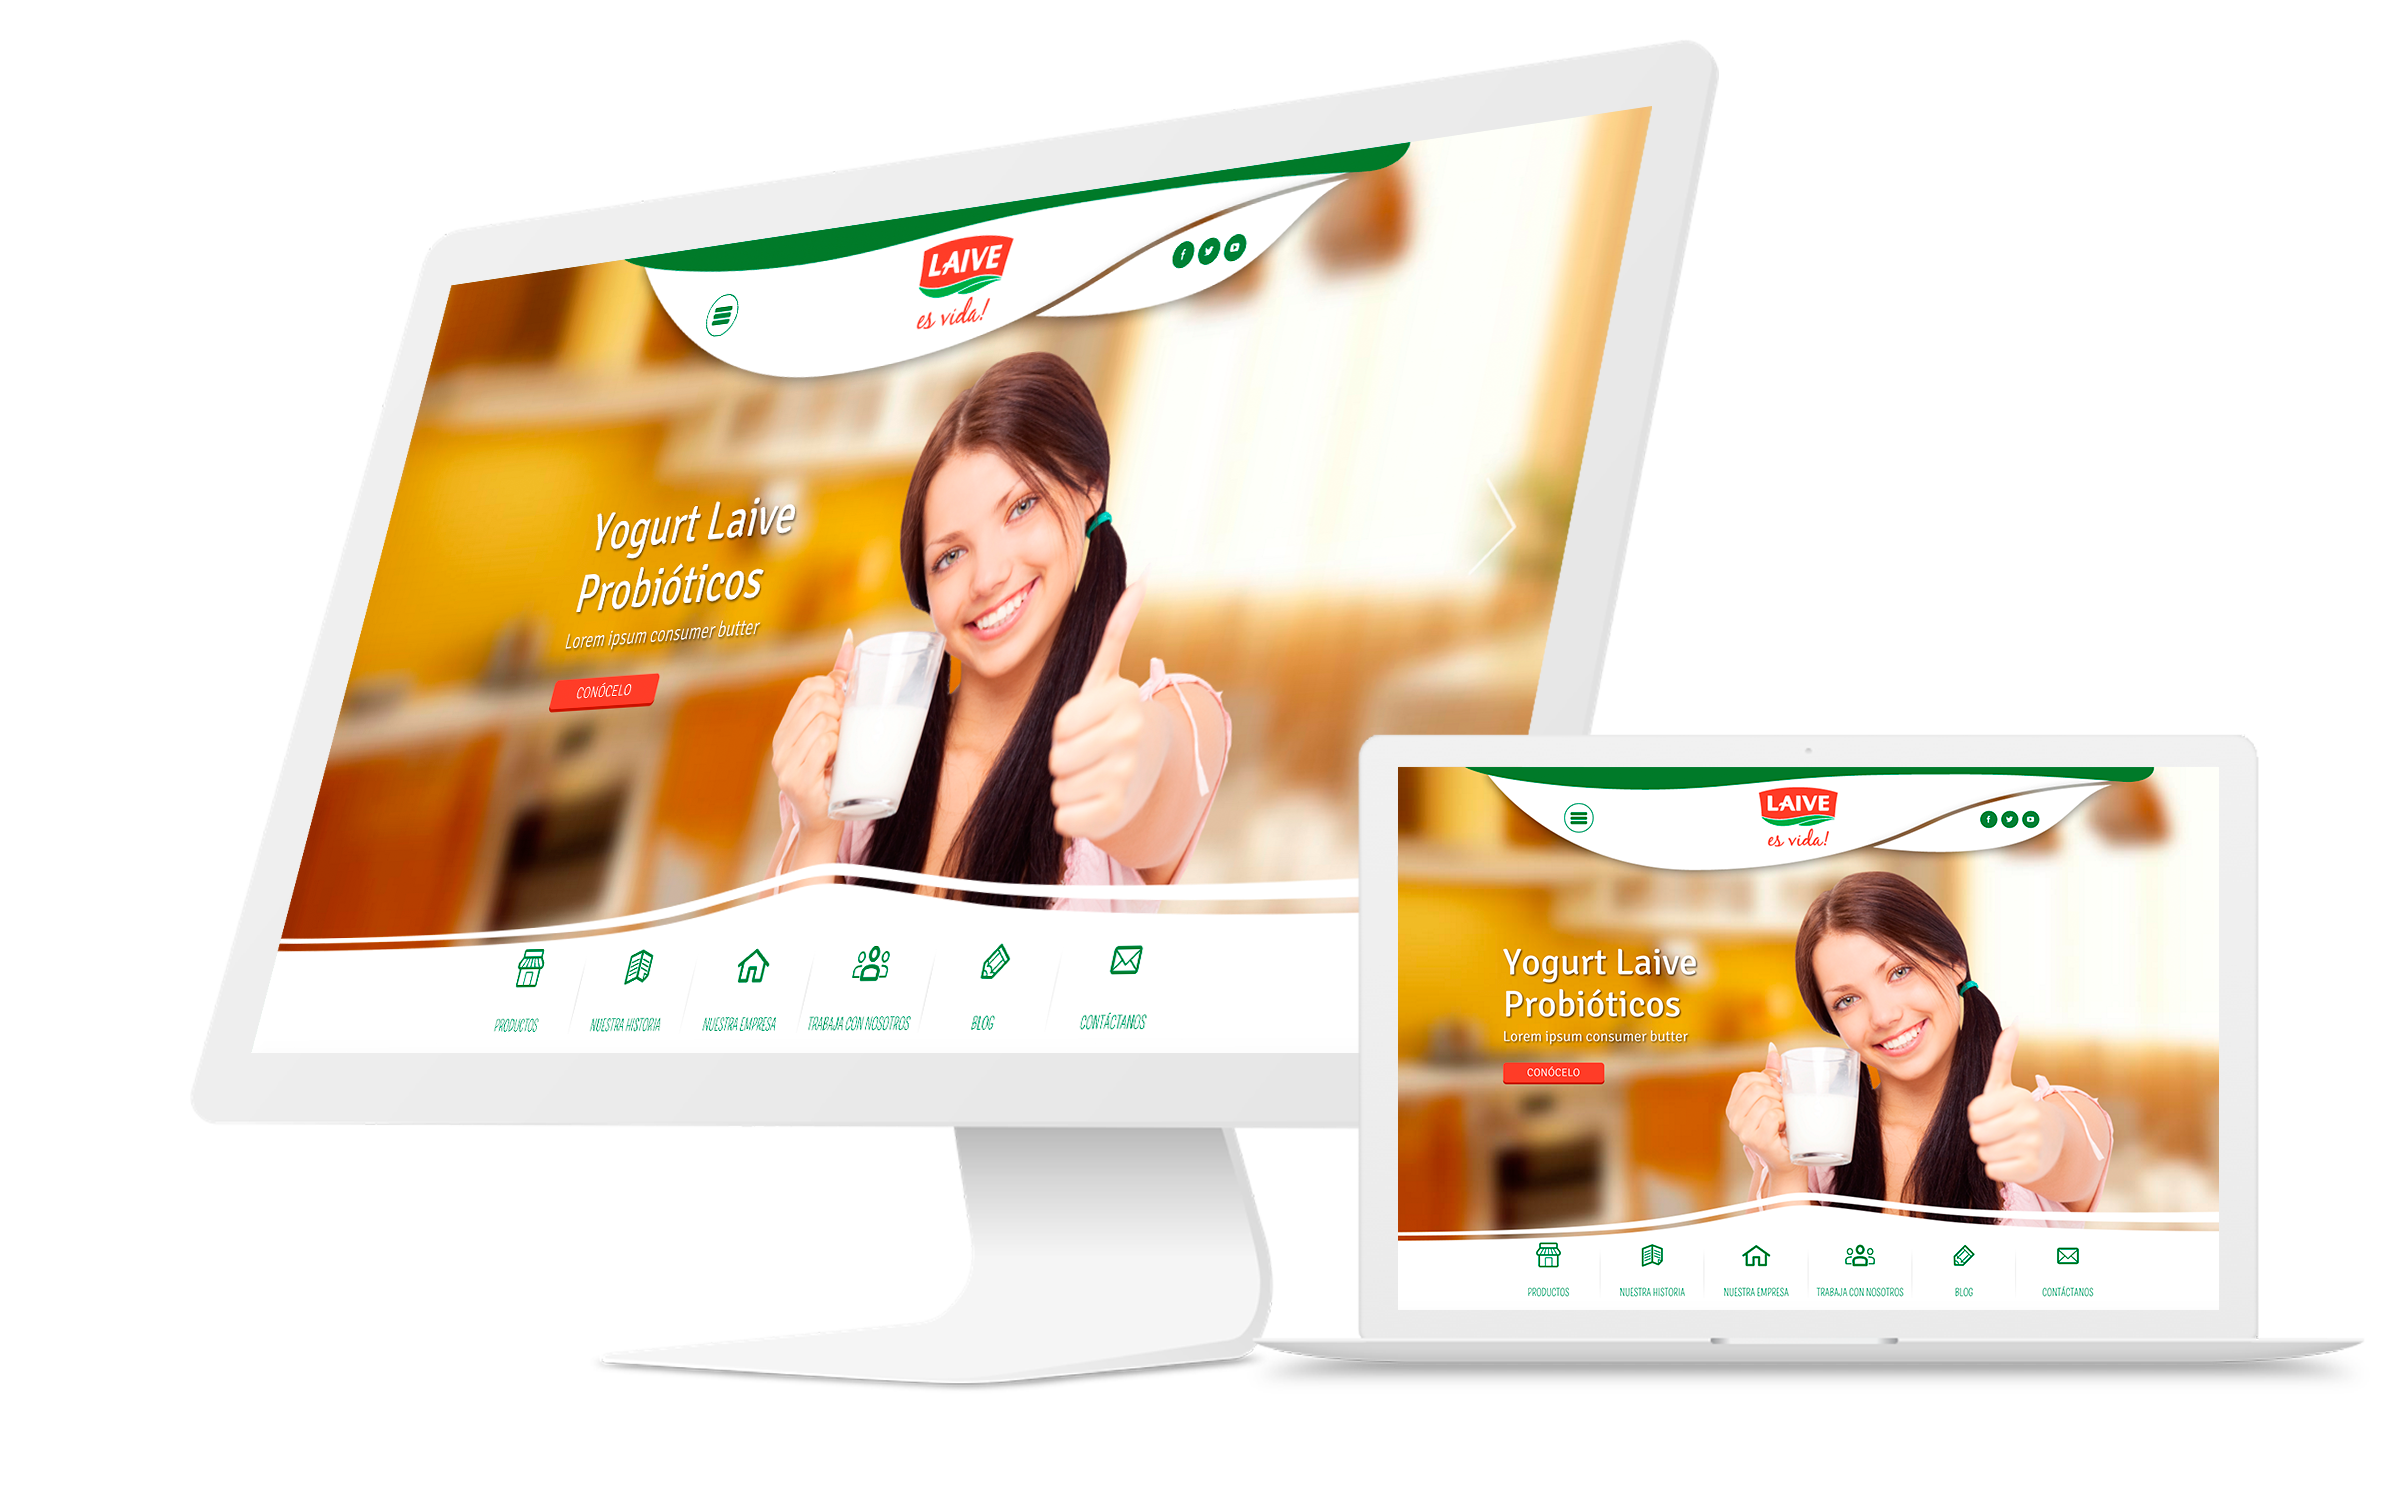 LAIVE
es vida!
Yogurt Laive
Probióticos
Lorem ipsum consumer butter
CONÓCELO
PRODUCTOS
NUESTRA HISTORIA
NUESTRA EMPRESA
TRABAJA CON NOSOTROS
BLOG
CONTÁCTANOS
LAIVE
es vida!
Yogurt Laive
Probióticos
Lorem ipsum consumer butter
CONÓCELO
PRODUCTOS
NUESTRA HISTORIA
NUESTRA EMPRESA
TRABAJA CON NOSOTROS
BLOG
CONTÁCTANOS